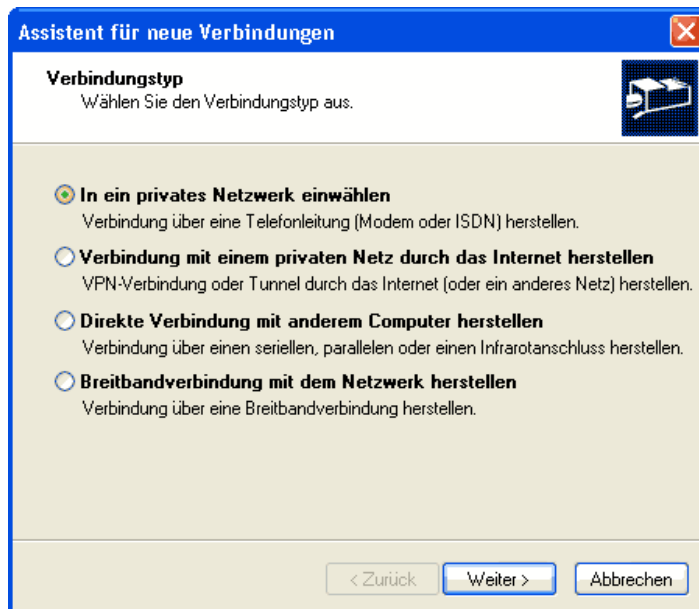 Assistent für neue Verbindungen
Verbindungstyp
Wählen Sie den Verbindungstyp aus.
In ein privates Netzwerk einwählen
Verbindung über eine Telefonleitung (Modem oder ISDN) herstellen.
Verbindung mit einem privaten Netz durch das Internet herstellen
VPN-Verbindung oder Tunnel durch das Internet (oder ein anderes Netz) herstellen.
Direkte Verbindung mit anderem Computer herstellen
Verbindung über einen seriellen, parallelen oder einen Infrarotanschluss herstellen.
Breitbandverbindung mit dem Netzwerk herstellen
Verbindung über eine Breitbandverbindung herstellen.
< Zurück Weiter > Abbrechen